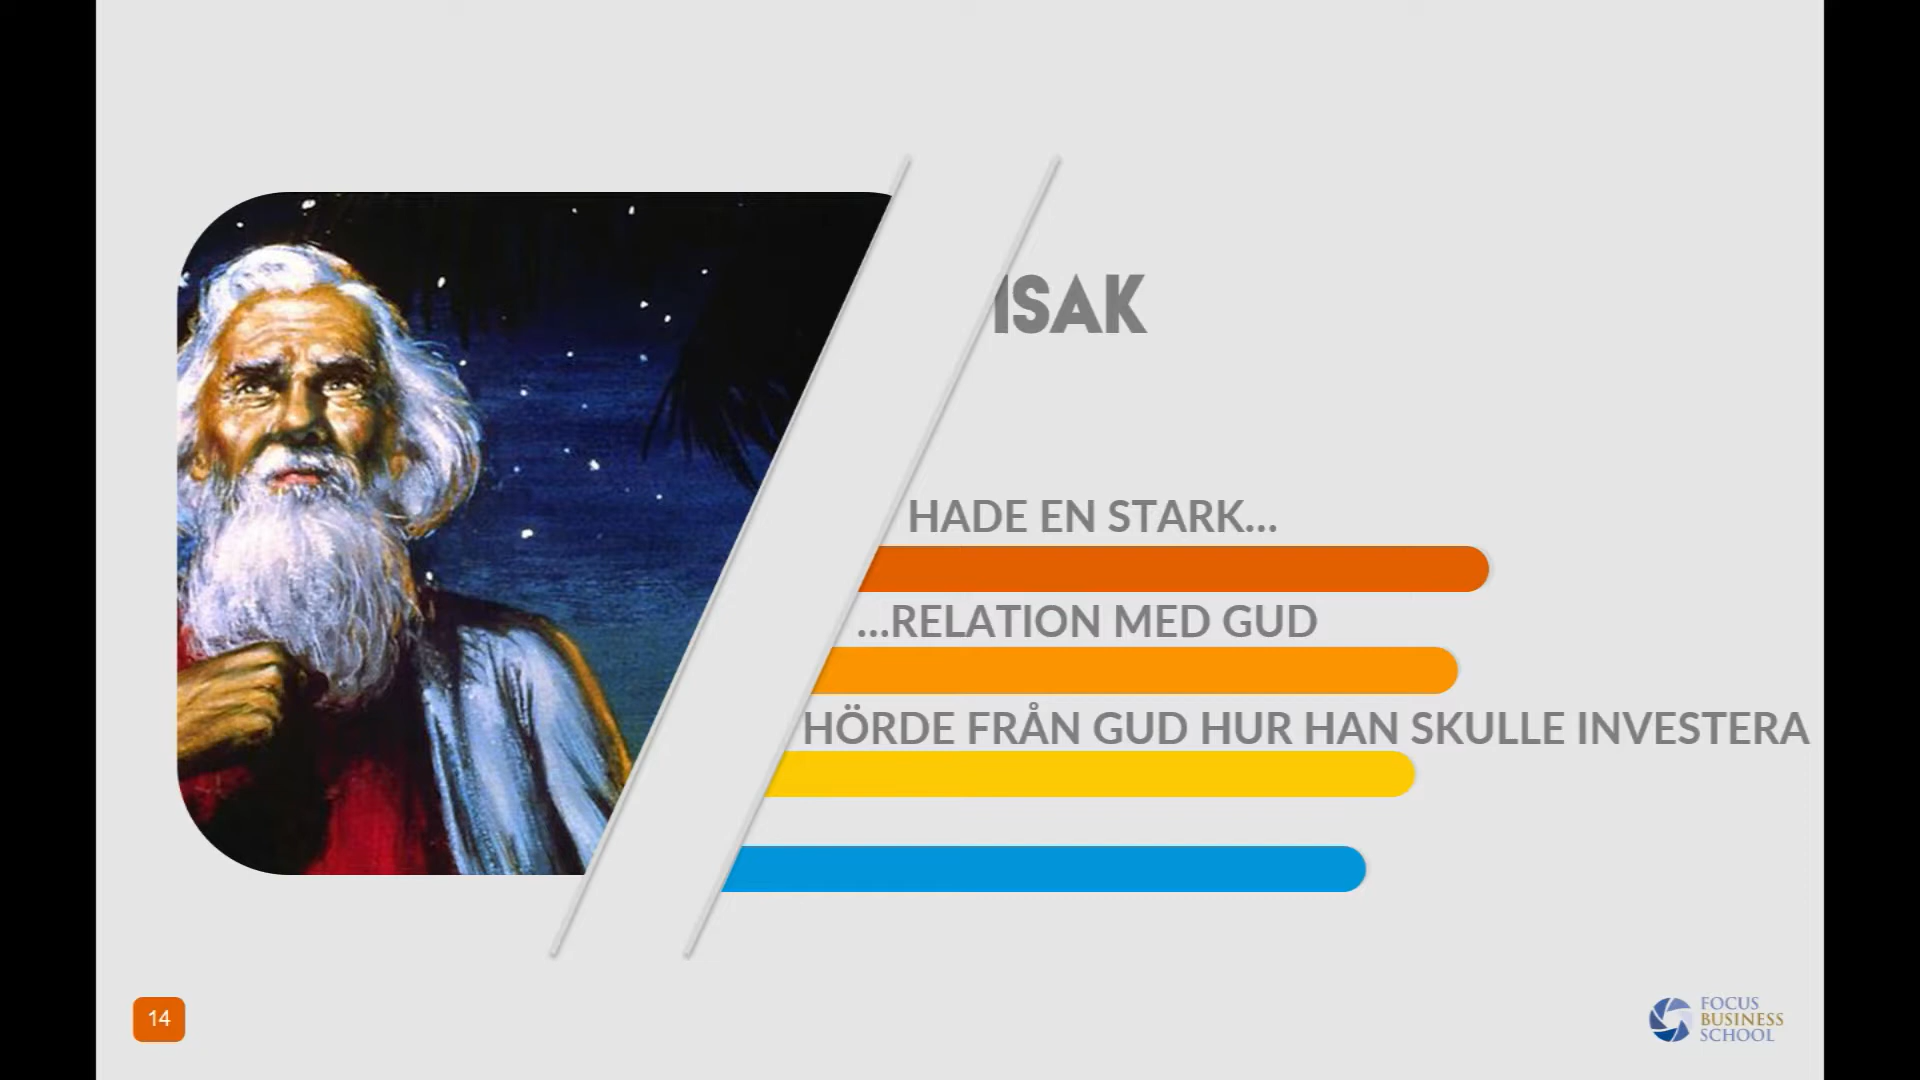 ISAK
HADE EN STARK...
...RELATION MED GUD
HÖRDE FRÅN GUD HUR HAN SKULLE INVESTERA
14
FOCUS
BUSINESS
SCHOOL